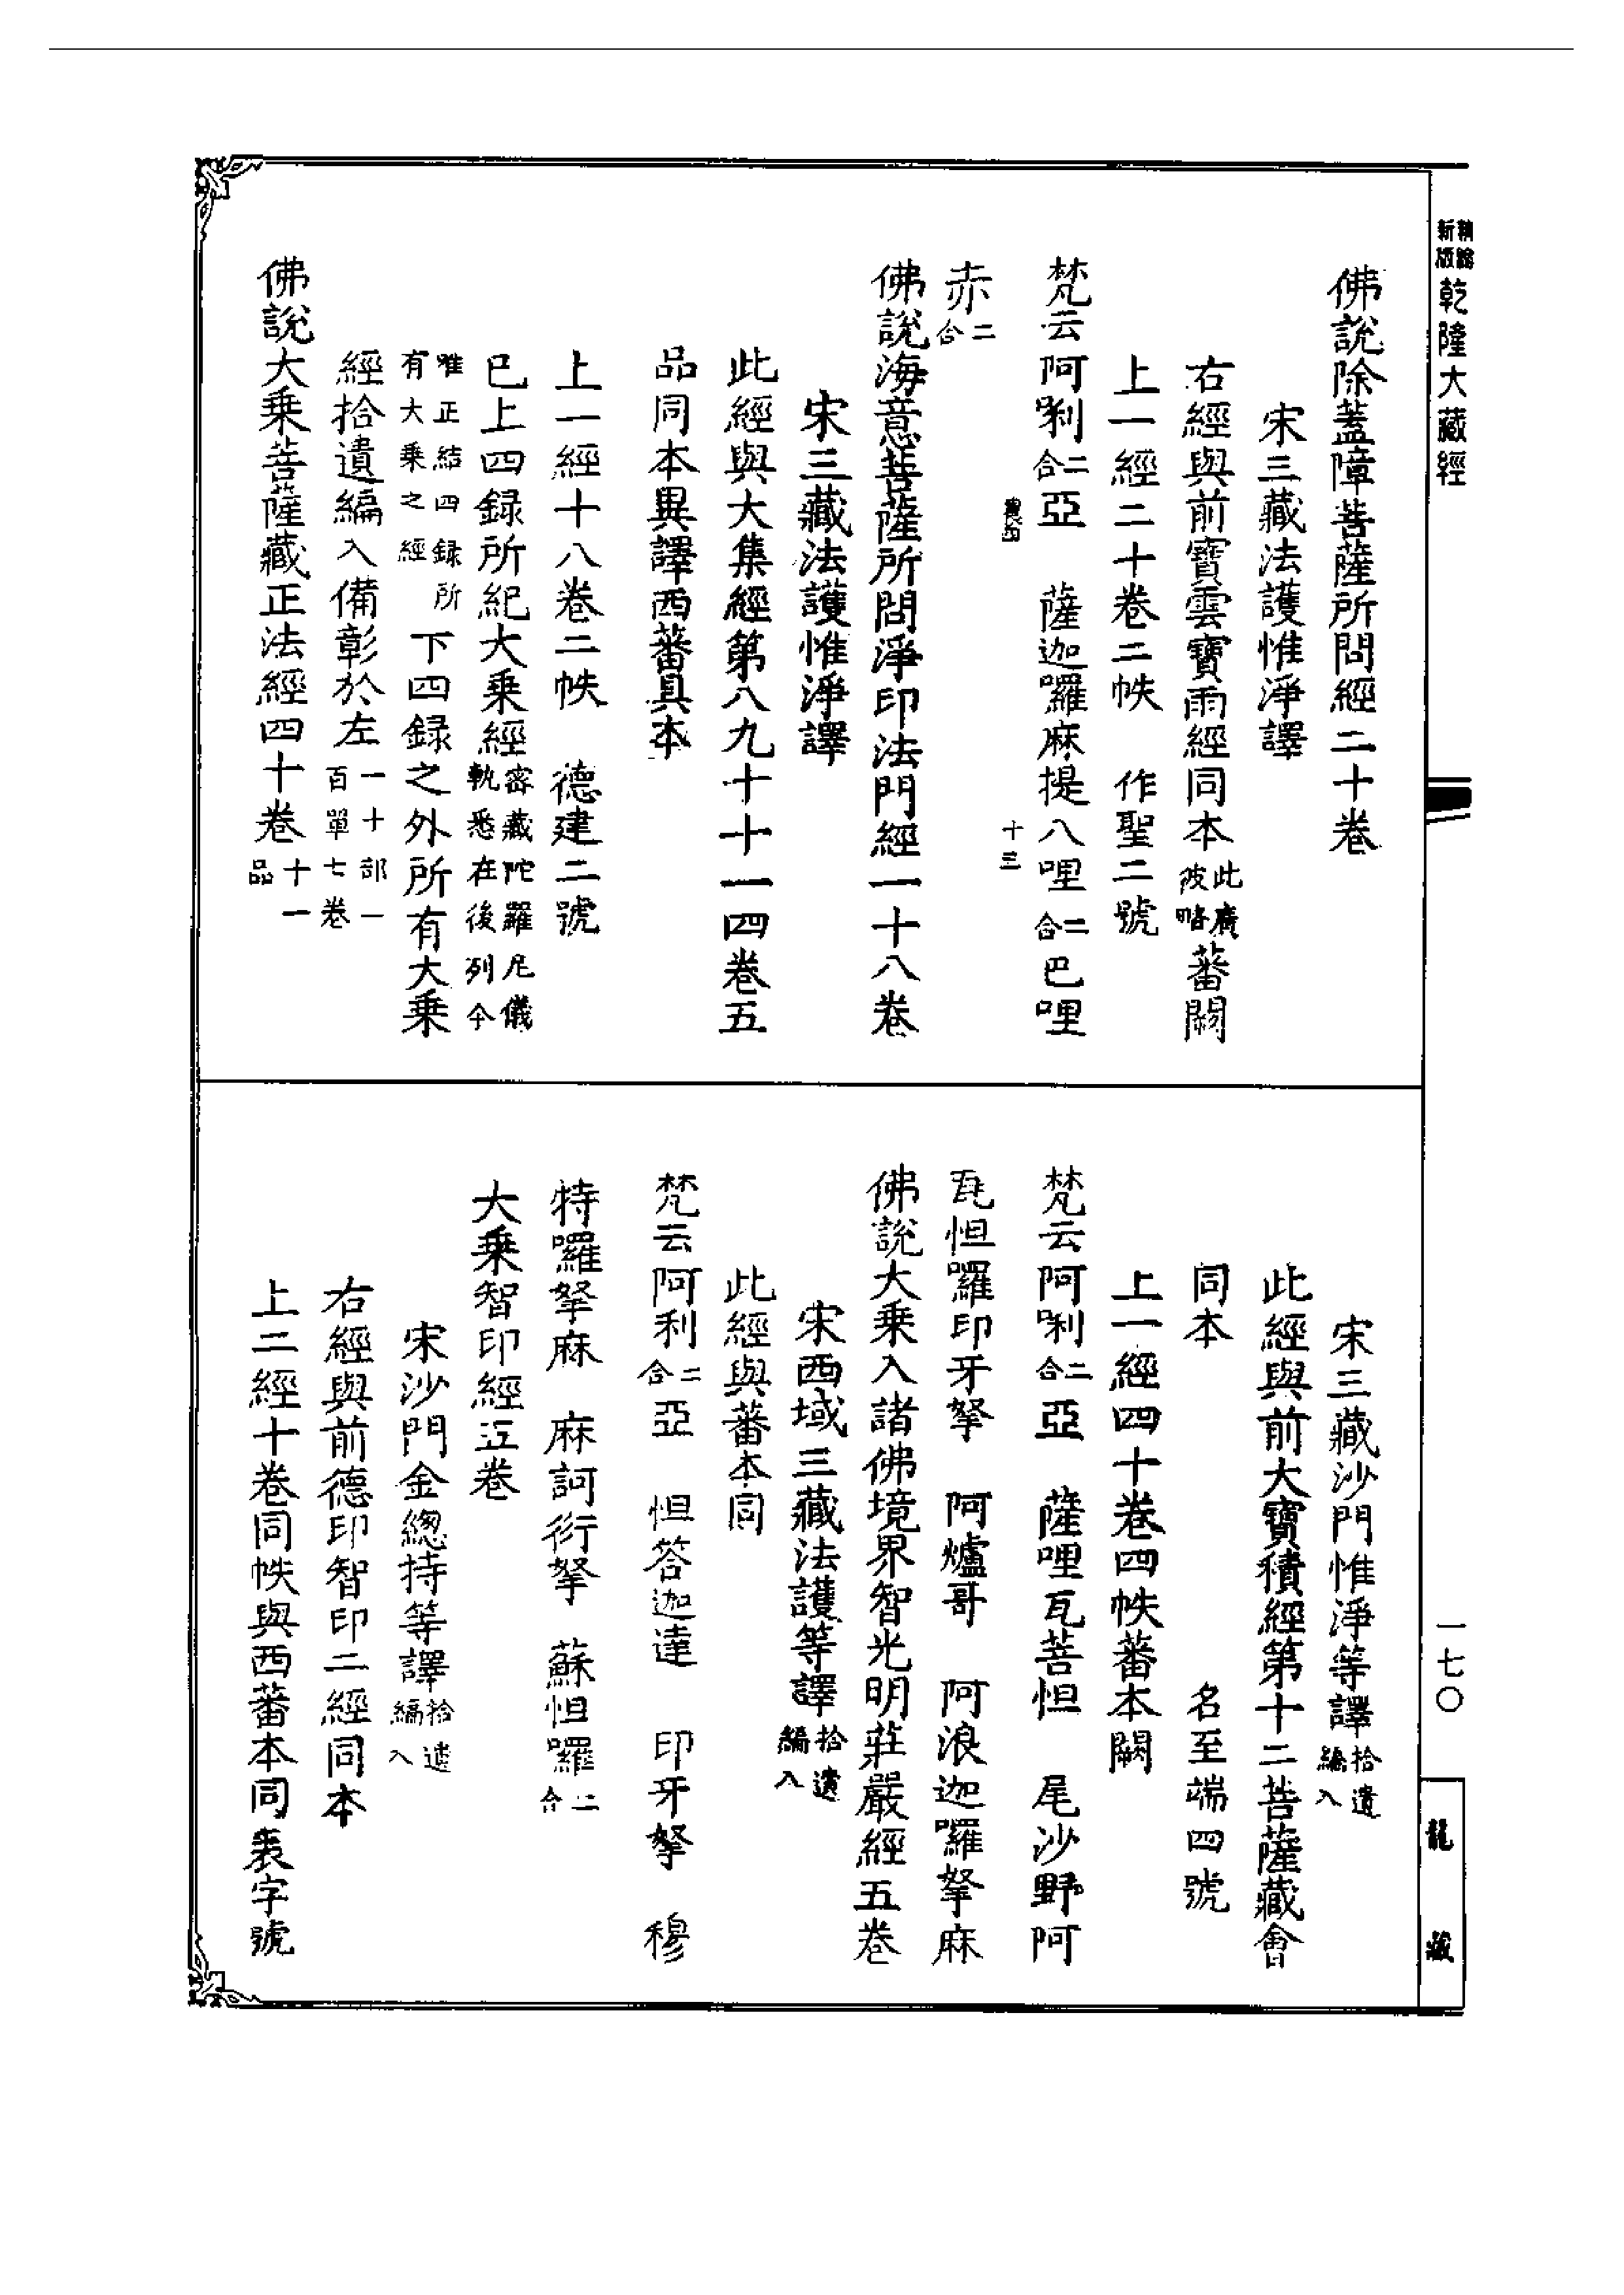 新版
精縮
乾隆大藏經
佛說除蓋障菩薩所問經二十卷
宋三藏法護惟淨譯
右經與前寶雲寶雨經同本此廣彼略蕃闕
上一經二十卷二帙　作聖二號
梵云阿唎二合亞　薩迦囉麻提八哩二合巴哩
十三
赤二合
佛說海意菩薩所問淨印法門經一十八卷
宋三藏法護惟淨譯
此經與大集經第八九十十一四卷五
品同本異譯西蕃具本
上一經十八卷二帙　德建二號
已上四録所紀大乘經密藏陀羅尼儀軌悉在後列今
唯正結四録所有大乘之經下四録之外所有大乘
經拾遺編入備彰於左一十部一百單七卷
佛說大乘菩薩藏正法經四十卷十一品
宋三藏沙門惟淨等譯拾遺編入
此經與前大寶積經第十二菩薩藏會
同本　名至端四號
上一經四十卷四帙蕃本闕
梵云阿唎二合亞　薩哩瓦菩怛　尾沙野阿
瓦怛囉印牙拏　阿爐哥　阿浪迦囉拏麻
佛說大乘入諸佛境界智光明莊嚴經五卷
宋西域三藏法護等譯拾遺編入
此經與蕃本同
梵云阿利二合亞　怛答迦達　印牙拏　穆
特囉拏麻　麻訶衍拏　蘇怛囉二合
大乘智印經五卷
宋沙門金總持等譯拾遺編入
右經與前德印智印二經同本
上二經十卷同帙與西蕃本同表字號
一七〇
龍藏